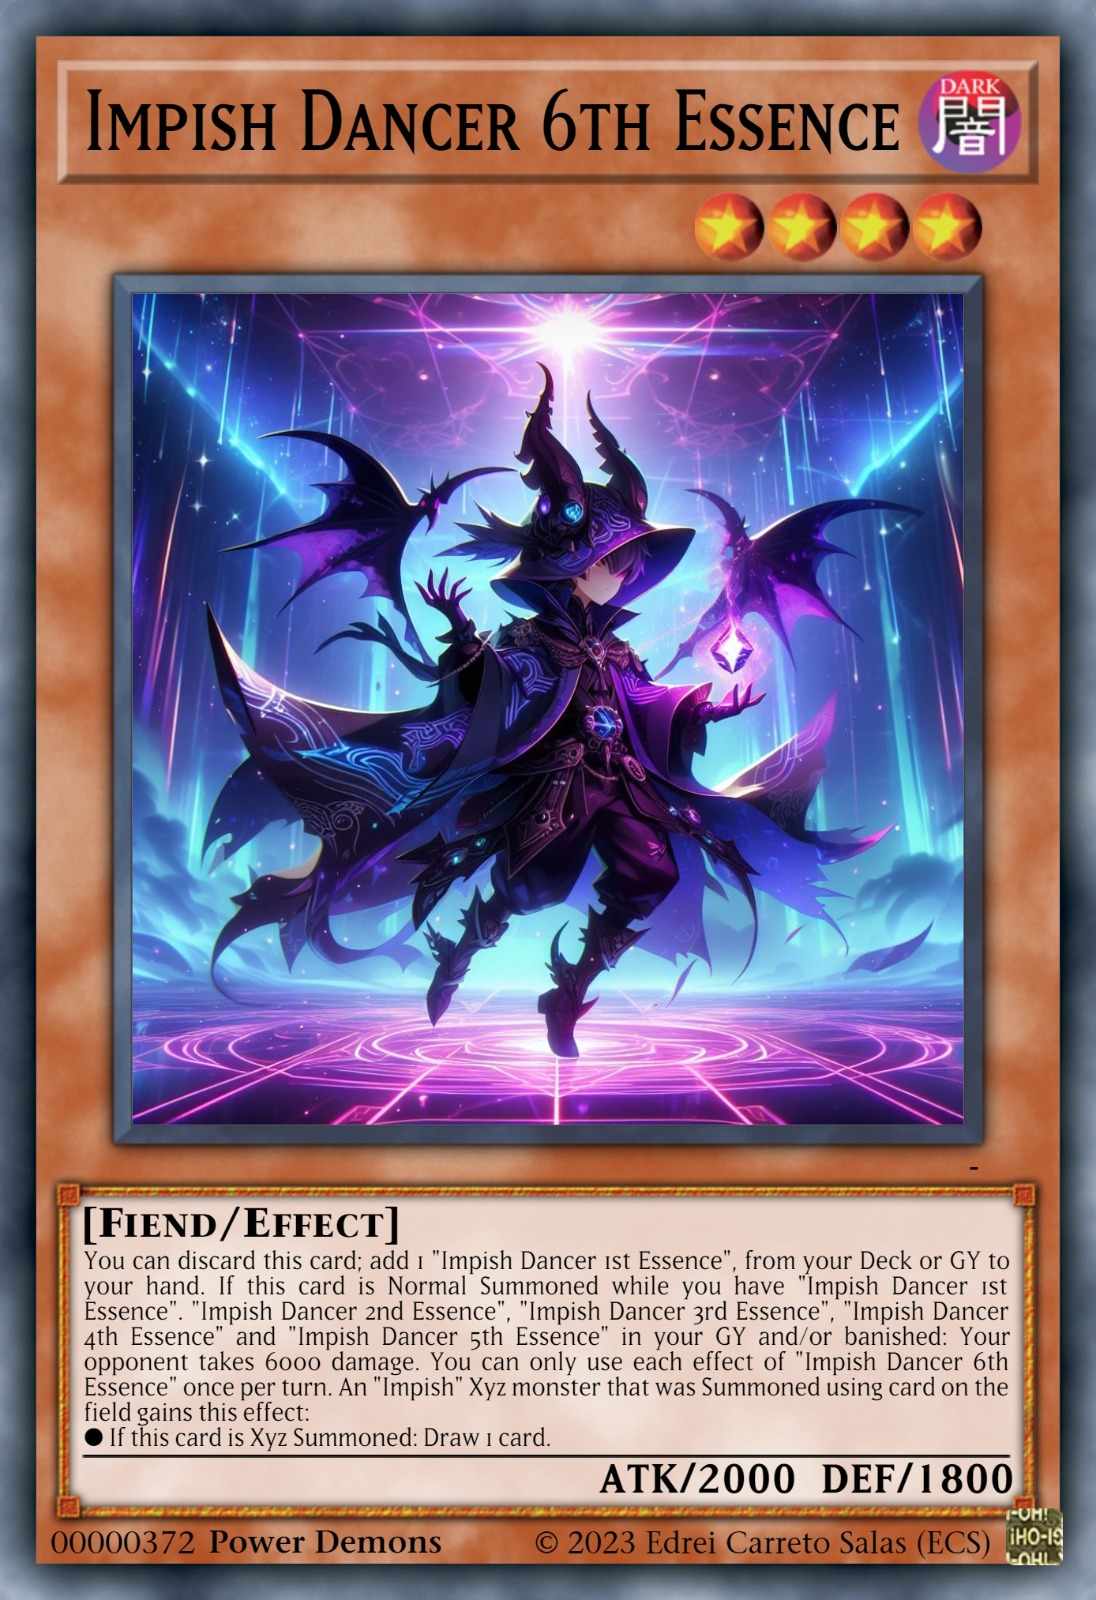 Impish Dancer 6th Essence
DARK
闇
-
[Fiend/Effect]
You can discard this card; add 1 "Impish Dancer 1st Essence", from your Deck or GY to
your hand. If this card is Normal Summoned while you have "Impish Dancer 1st
Essence". "Impish Dancer 2nd Essence", "Impish Dancer 3rd Essence", "Impish Dancer
4th Essence" and "Impish Dancer 5th Essence" in your GY and/or banished: Your
opponent takes 6000 damage. You can only use each effect of "Impish Dancer 6th
Essence" once per turn. An "Impish" Xyz monster that was Summoned using card on the
field gains this effect:
● If this card is Xyz Summoned: Draw 1 card.
ATK/2000 DEF/1800
00000372 Power Demons © 2023 Edrei Carreto Salas (ECS)